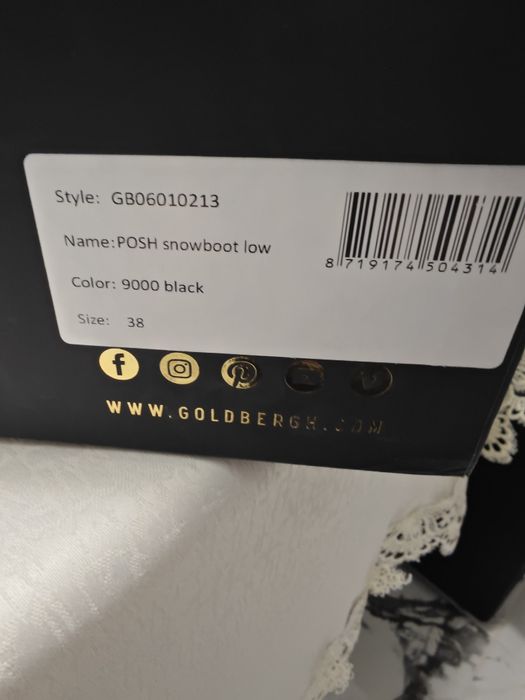 Style: GB06010213
Name: POSH snowboot low
Color: 9000 black
Size: 38
8 719174 504314
WWW.GOLDBERGH.COM